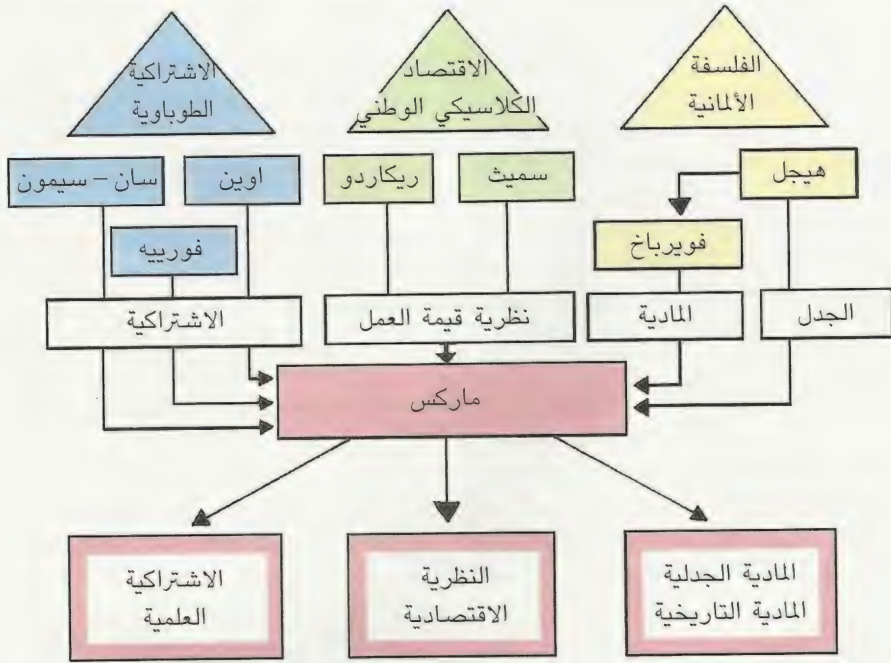 الفلسفة
الألمانية
الاقتصاد
الكلاسيكي الوطني
الاشتراكية
الطوباوية
هيجل
سميث
ريكاردو
اوين
سان – سيمون
فويرباخ
فورييه
الجدل
المادية
نظرية قيمة العمل
الاشتراكية
ماركس
المادية الجدلية
المادية التاريخية
النظرية
الاقتصادية
الاشتراكية
العلمية